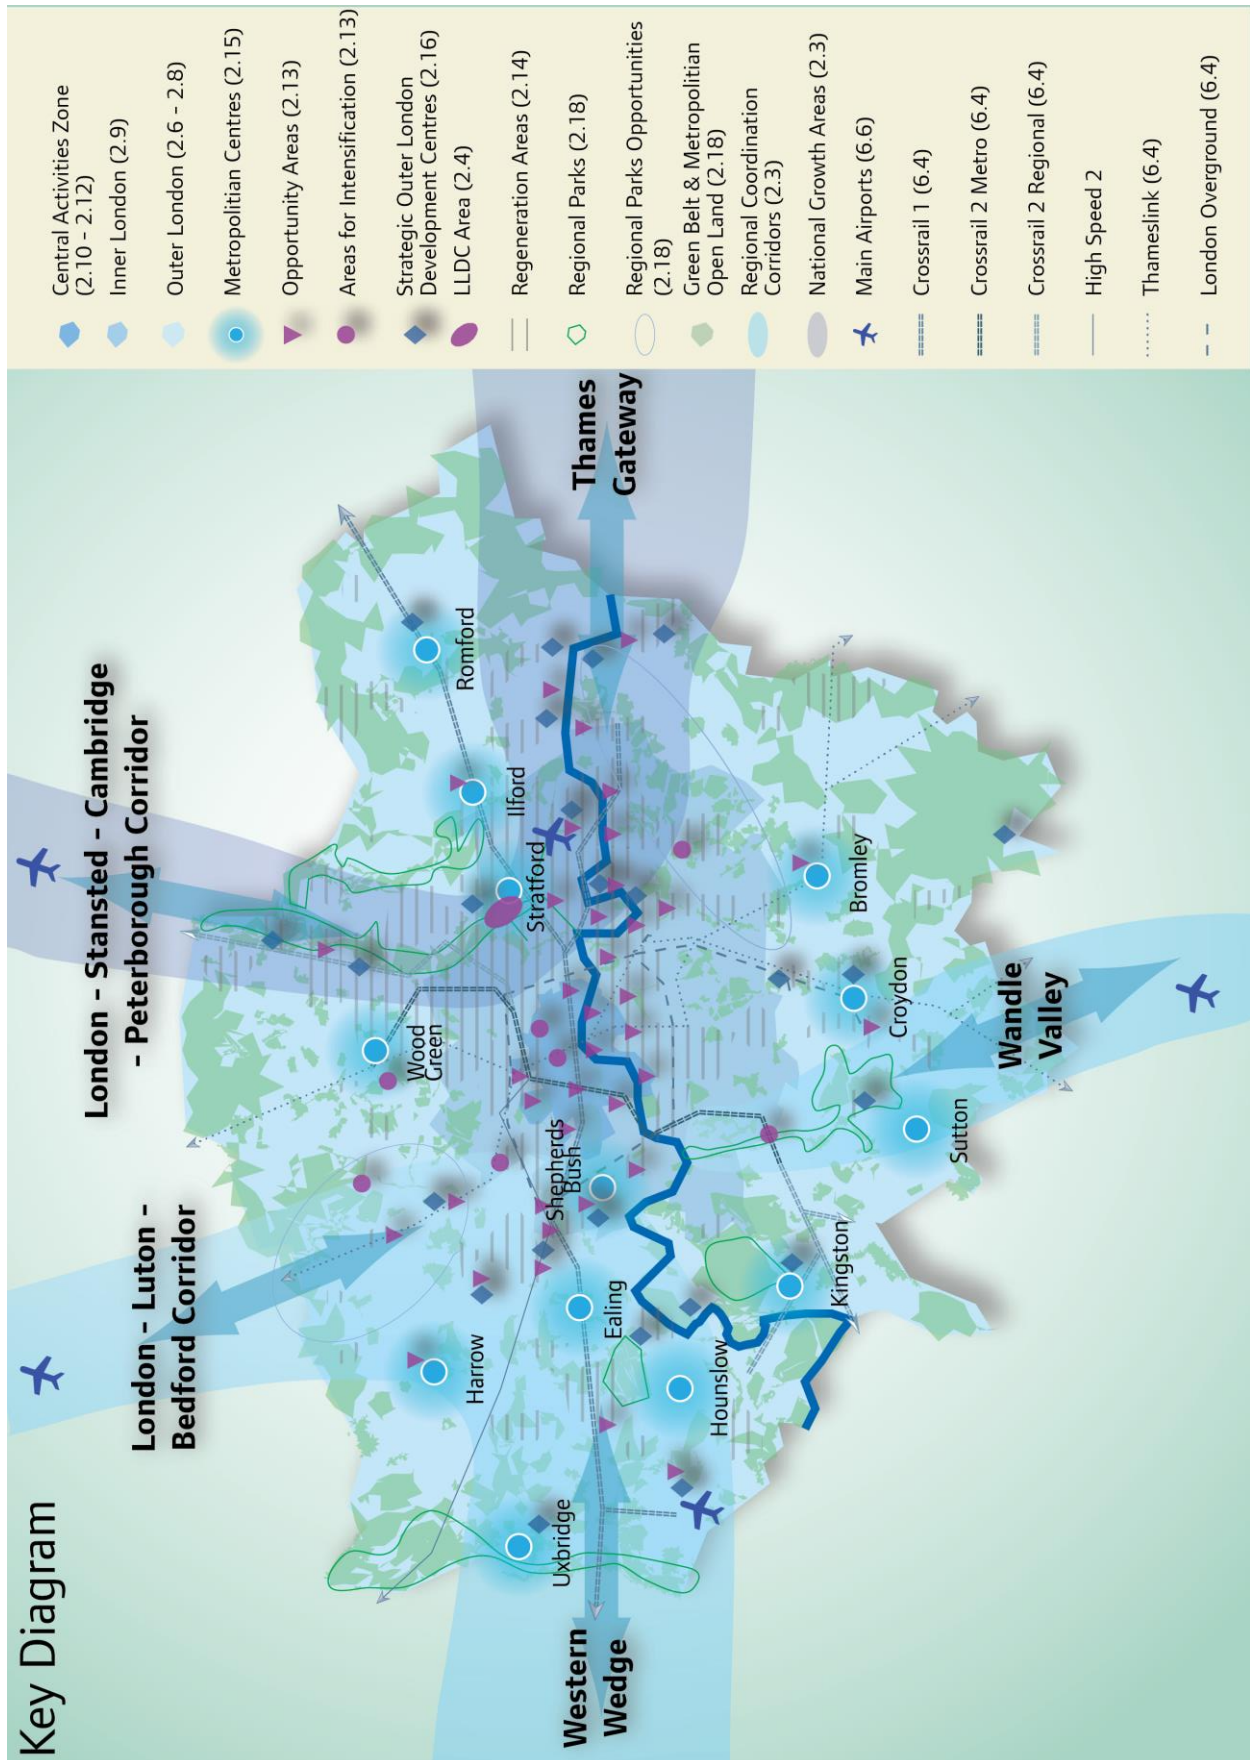 Key Diagram
London - Luton -
Bedford Corridor
London - Stansted - Cambridge
- Peterborough Corridor
Western
Wedge
Thames
Gateway
Wandle
Valley
Uxbridge
Harrow
Ealing
Hounslow
Kingston
Shepherds
Bush
Wood
Green
Stratford
Ilford
Romford
Sutton
Croydon
Bromley
Central Activities Zone
(2.10 - 2.12)
Inner London (2.9)
Outer London (2.6 - 2.8)
Metropolitian Centres (2.15)
Opportunity Areas (2.13)
Areas for Intensification (2.13)
Strategic Outer London
Development Centres (2.16)
LLDC Area (2.4)
Regeneration Areas (2.14)
Regional Parks (2.18)
Regional Parks Opportunities
(2.18)
Green Belt & Metropolitian
Open Land (2.18)
Regional Coordination
Corridors (2.3)
National Growth Areas (2.3)
Main Airports (6.6)
Crossrail 1 (6.4)
Crossrail 2 Metro (6.4)
Crossrail 2 Regional (6.4)
High Speed 2
Thameslink (6.4)
London Overground (6.4)